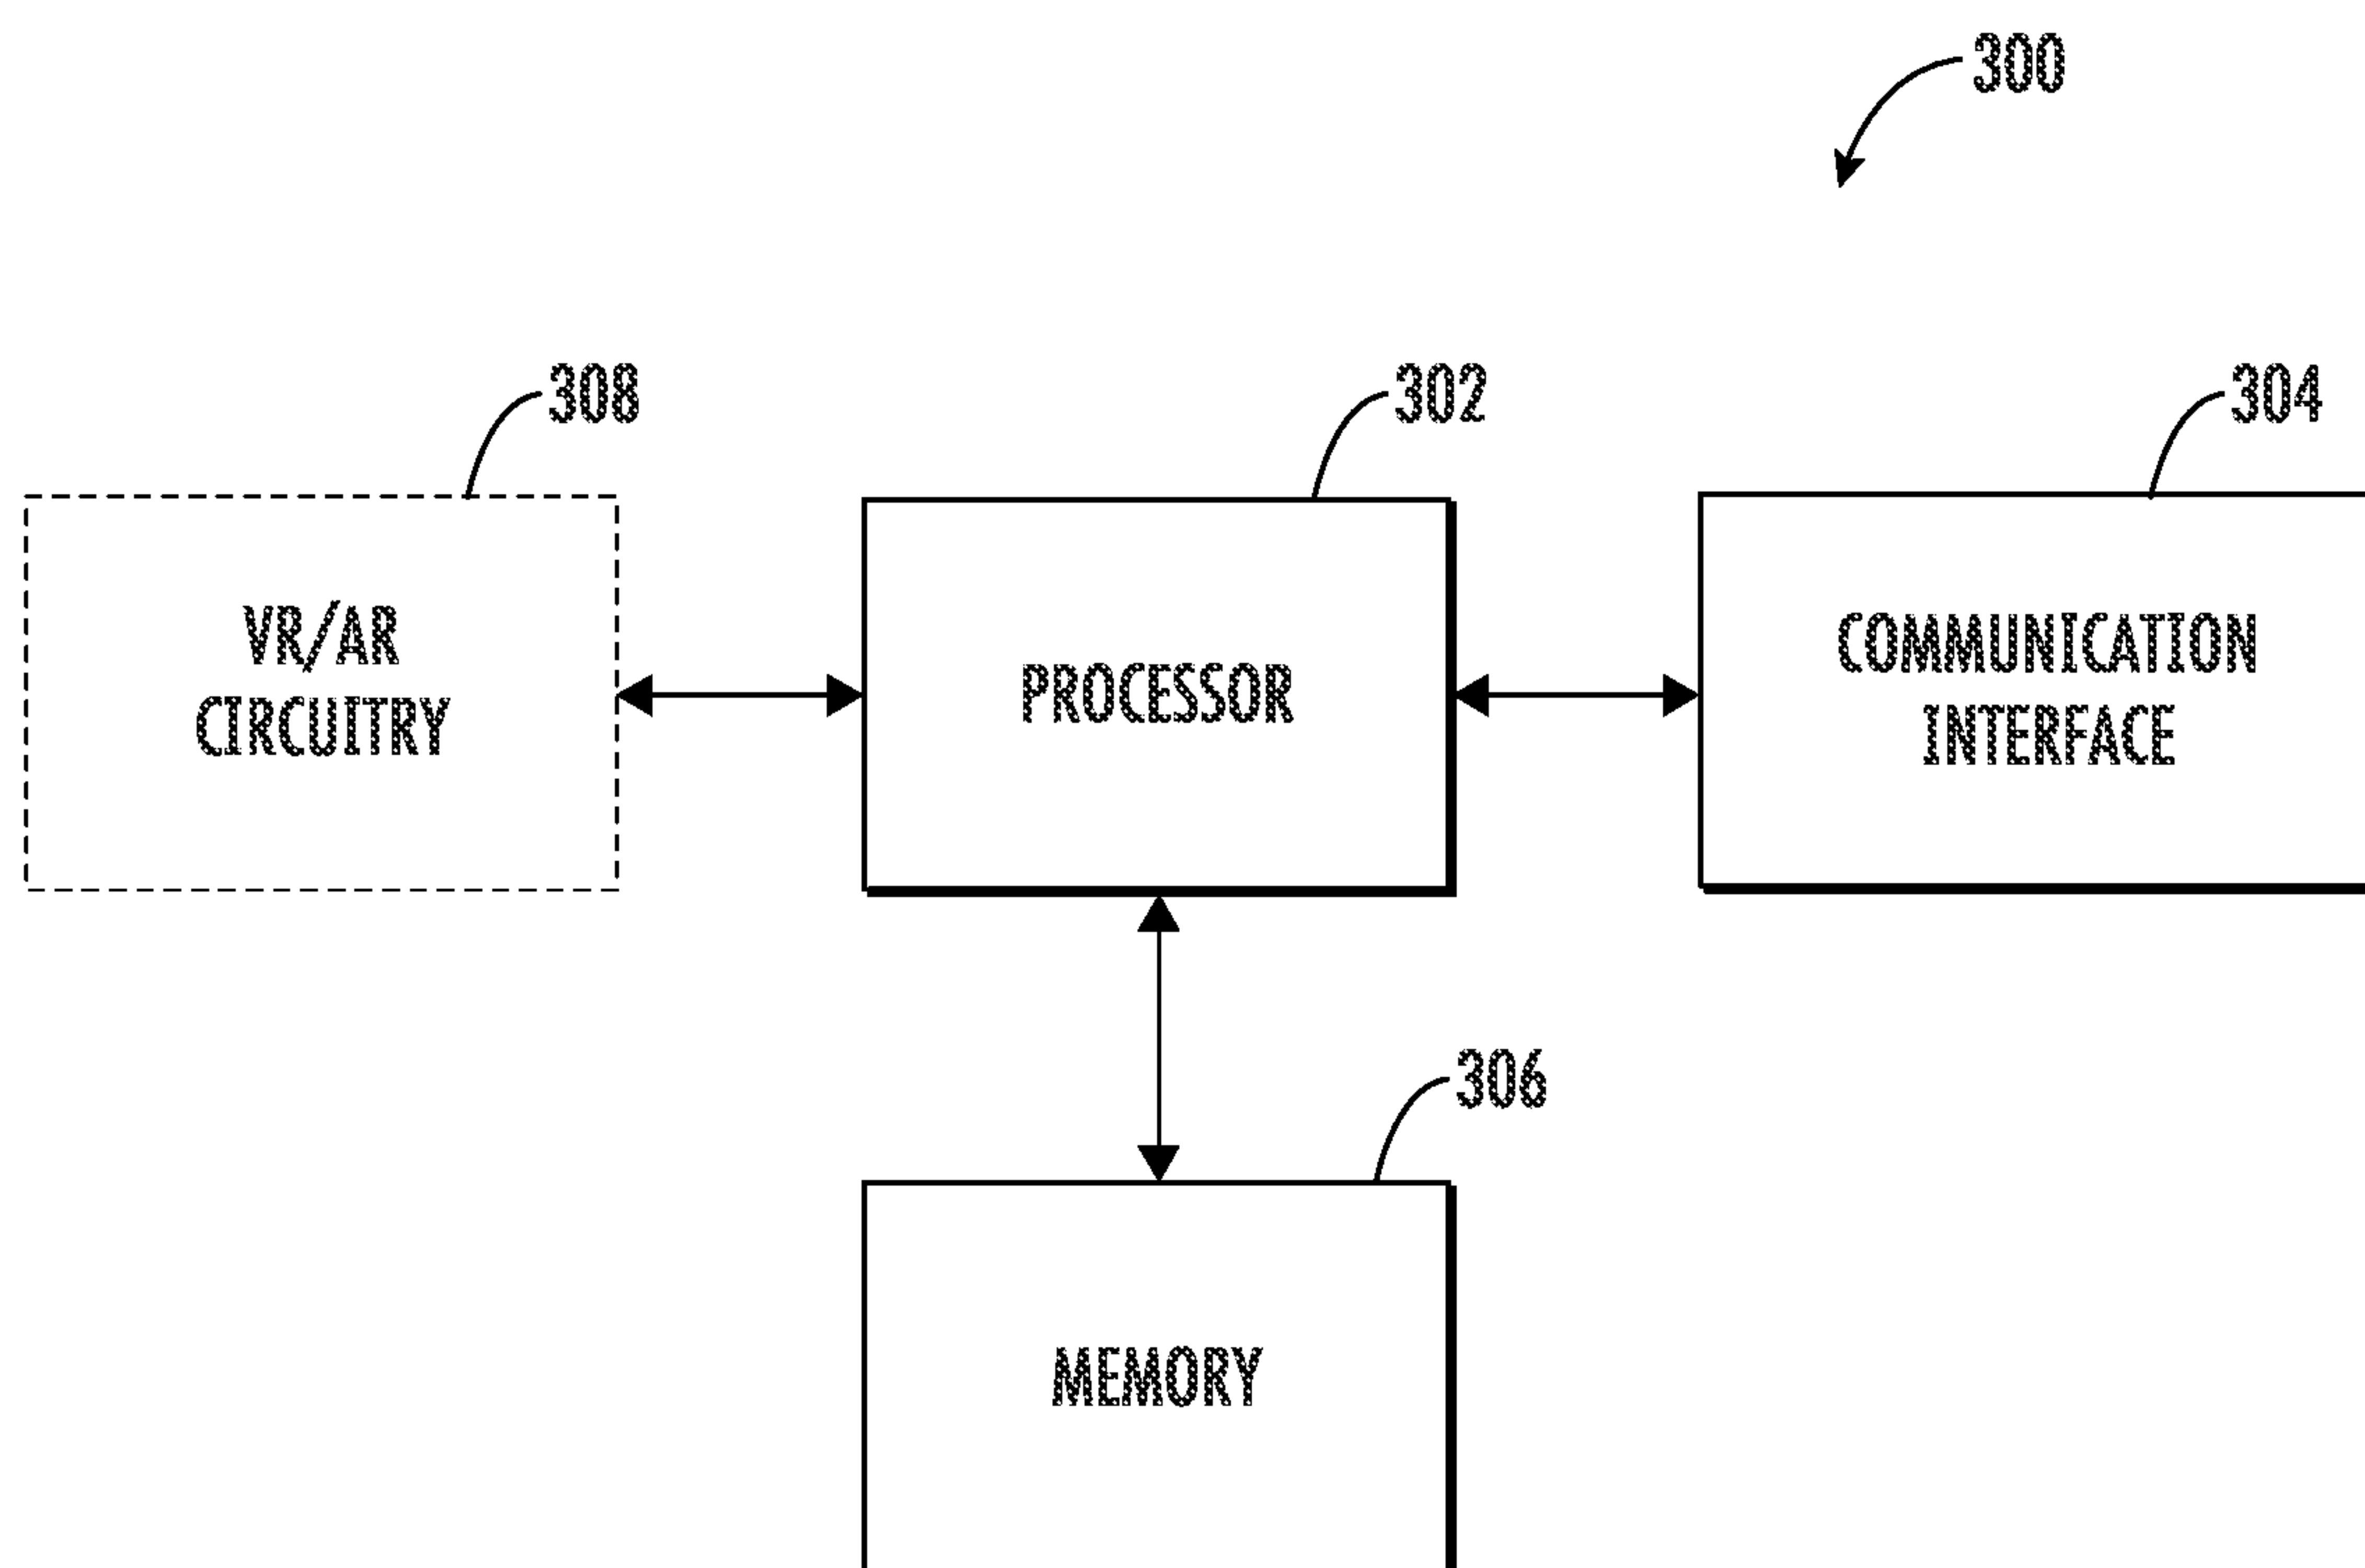 300
308
302
304
VR/AR
CIRCUITRY
PROCESSOR
COMMUNICATION
INTERFACE
306
MEMORY